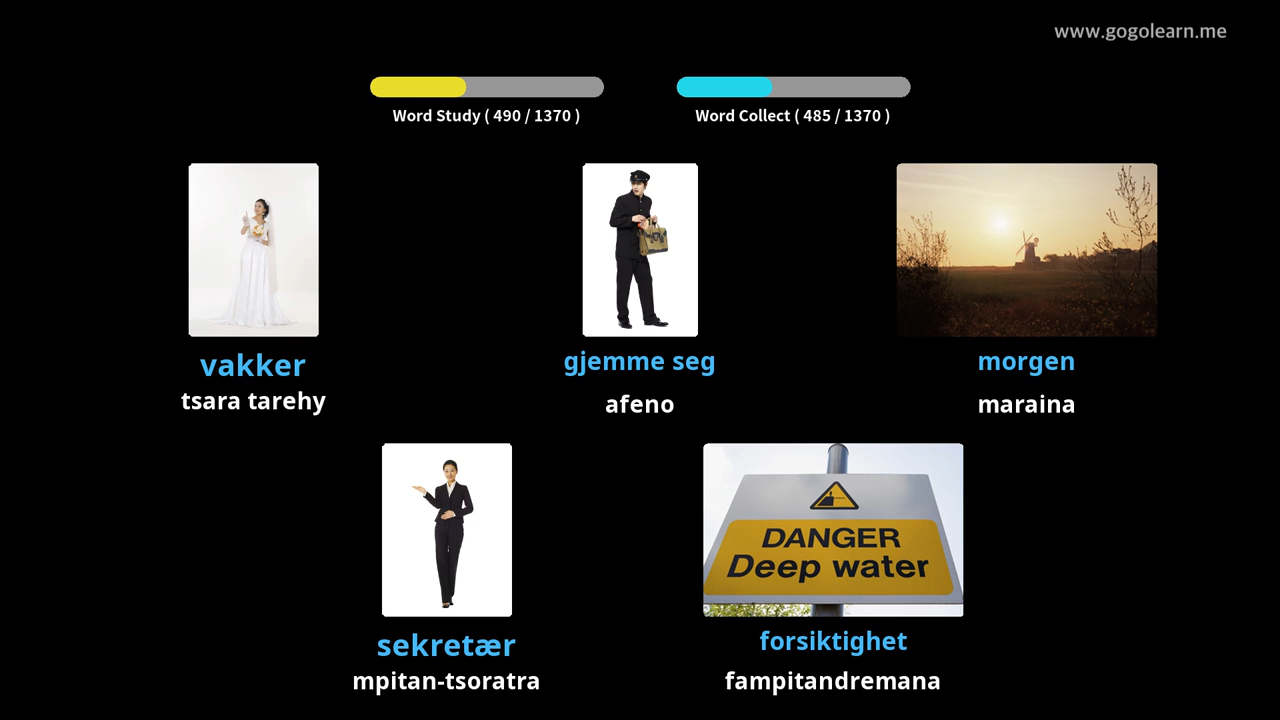 www.gogolearn.me
Word Study ( 490 / 1370 )
Word Collect ( 485 / 1370 )
vakker
tsara tarehy
gjemme seg
afeno
morgen
maraina
DANGER
Deep water
sekretær
mpitan-tsoratra
forsiktighet
fampitandremana